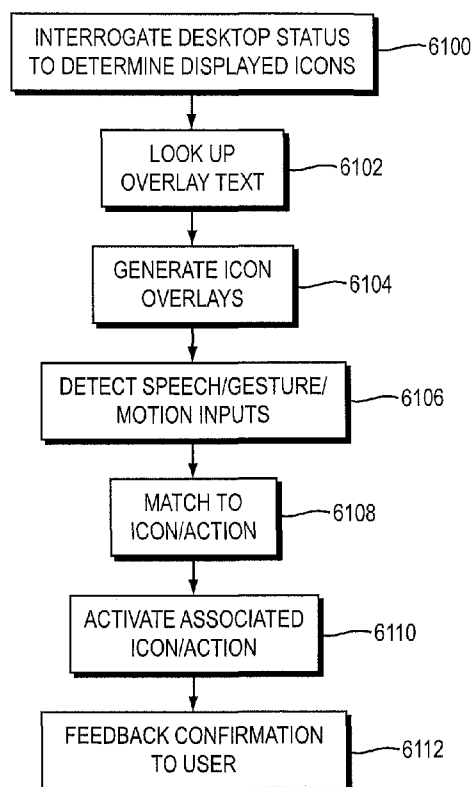 INTERROGATE DESKTOP STATUS
TO DETERMINE DISPLAYED ICONS
6100
LOOK UP
OVERLAY TEXT
6102
GENERATE ICON
OVERLAYS
6104
DETECT SPEECH/GESTURE/
MOTION INPUTS
6106
MATCH TO
ICON/ACTION
6108
ACTIVATE ASSOCIATED
ICON/ACTION
6110
FEEDBACK CONFIRMATION
TO USER
6112